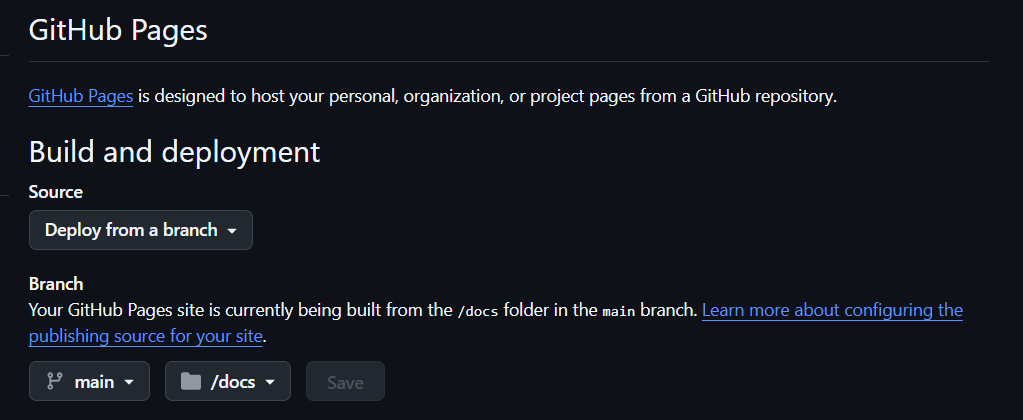 GitHub Pages
GitHub Pages is designed to host your personal, organization, or project pages from a GitHub repository.
Build and deployment
Source
Deploy from a branch
Branch
Your GitHub Pages site is currently being built from the /docs folder in the main branch. Learn more about configuring the
publishing source for your site.
main /docs Save